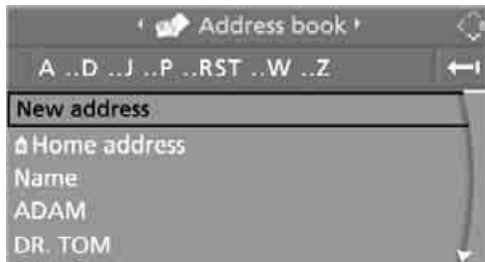 Address book
A ..D ..J ..P ..RST ..W ..Z
New address
Home address
Name
ADAM
DR. TOM